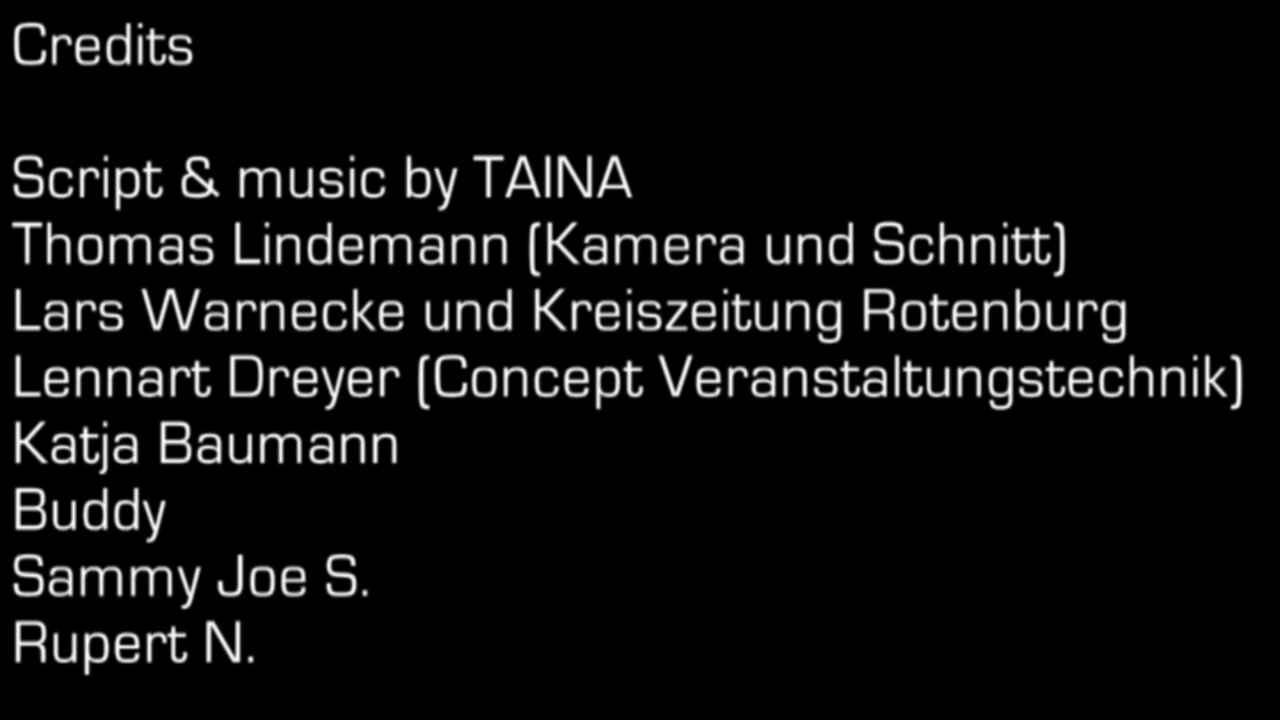 Credits
Script & music by TAINA
Thomas Lindemann (Kamera und Schnitt)
Lars Warnecke und Kreiszeitung Rotenburg
Lennart Dreyer (Concept Veranstaltungstechnik)
Katja Baumann
Buddy
Sammy Joe S.
Rupert N.